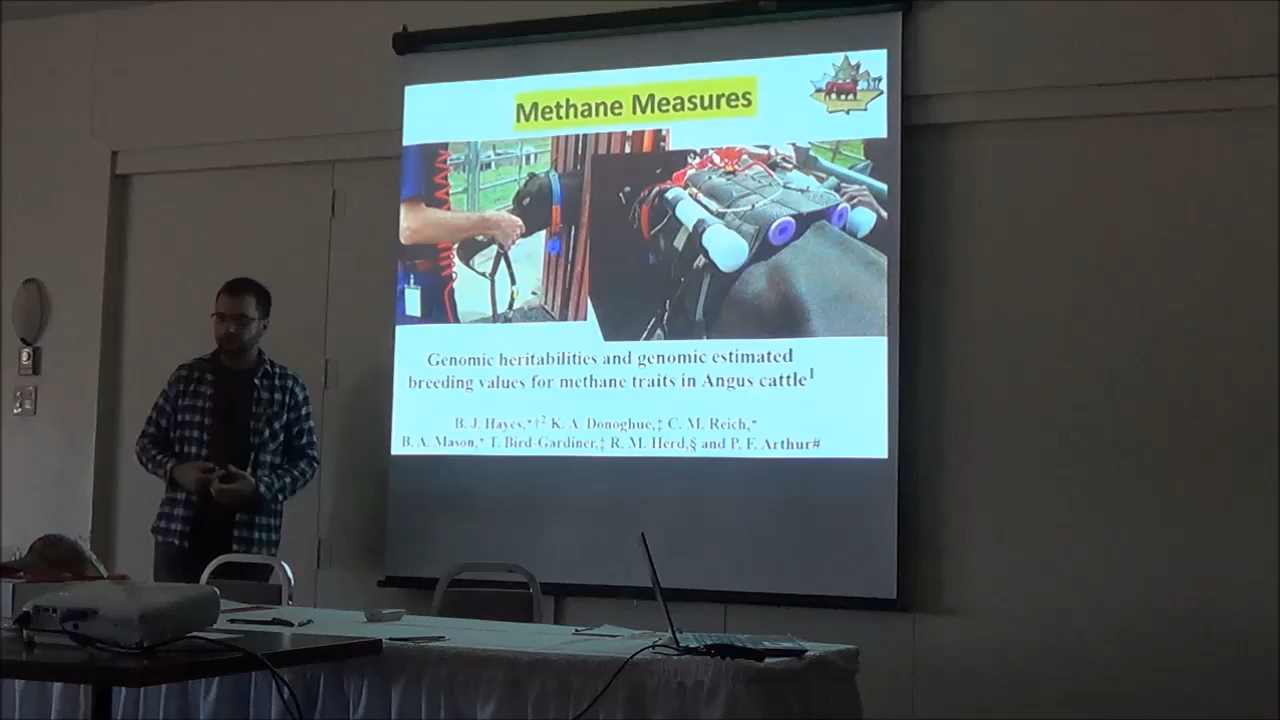 Methane Measures
Genomic heritabilities and genomic estimated
breeding values for methane traits in Angus cattle¹
B. J. Hayes,*†² K. A. Donoghue,‡ C. M. Reich,*
B. A. Mason,* T. Bird-Gardiner,‡ R. M. Herd,§ and P. F. Arthur#